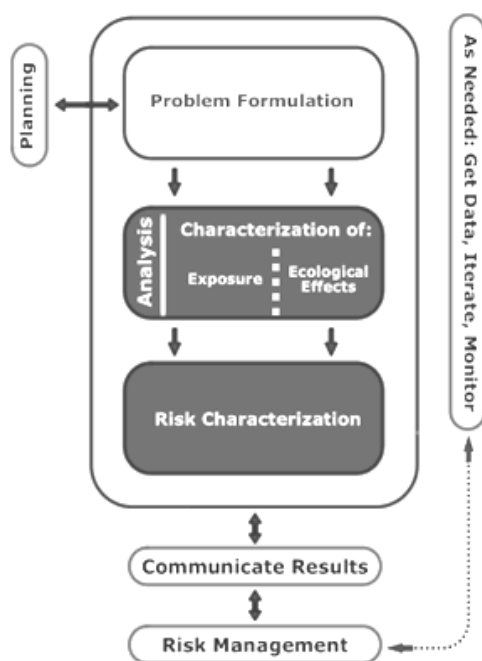 Planning
Problem Formulation
Analysis
Characterization of:
Exposure
Ecological
Effects
Risk Characterization
Communicate Results
Risk Management
As Needed: Get Data, Iterate, Monitor